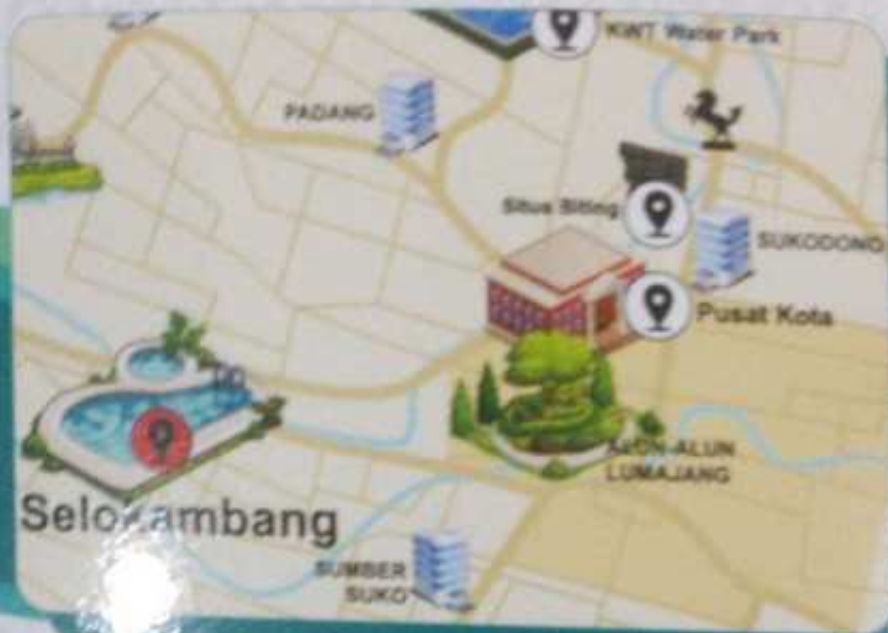 KWT Water Park
PADANG
Situs Biting
SUKODONO
Pusat Kota
ALUN-ALUN
LUMAJANG
Selokambang
SUMBER
SUKO